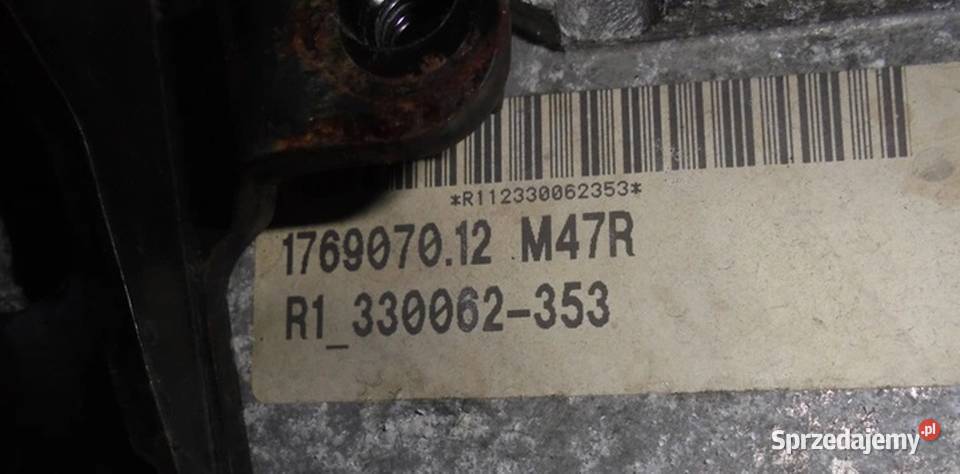 *R112330062353*
1769070.12 M47R
R1_330062-353
Sprzedajemy.pl